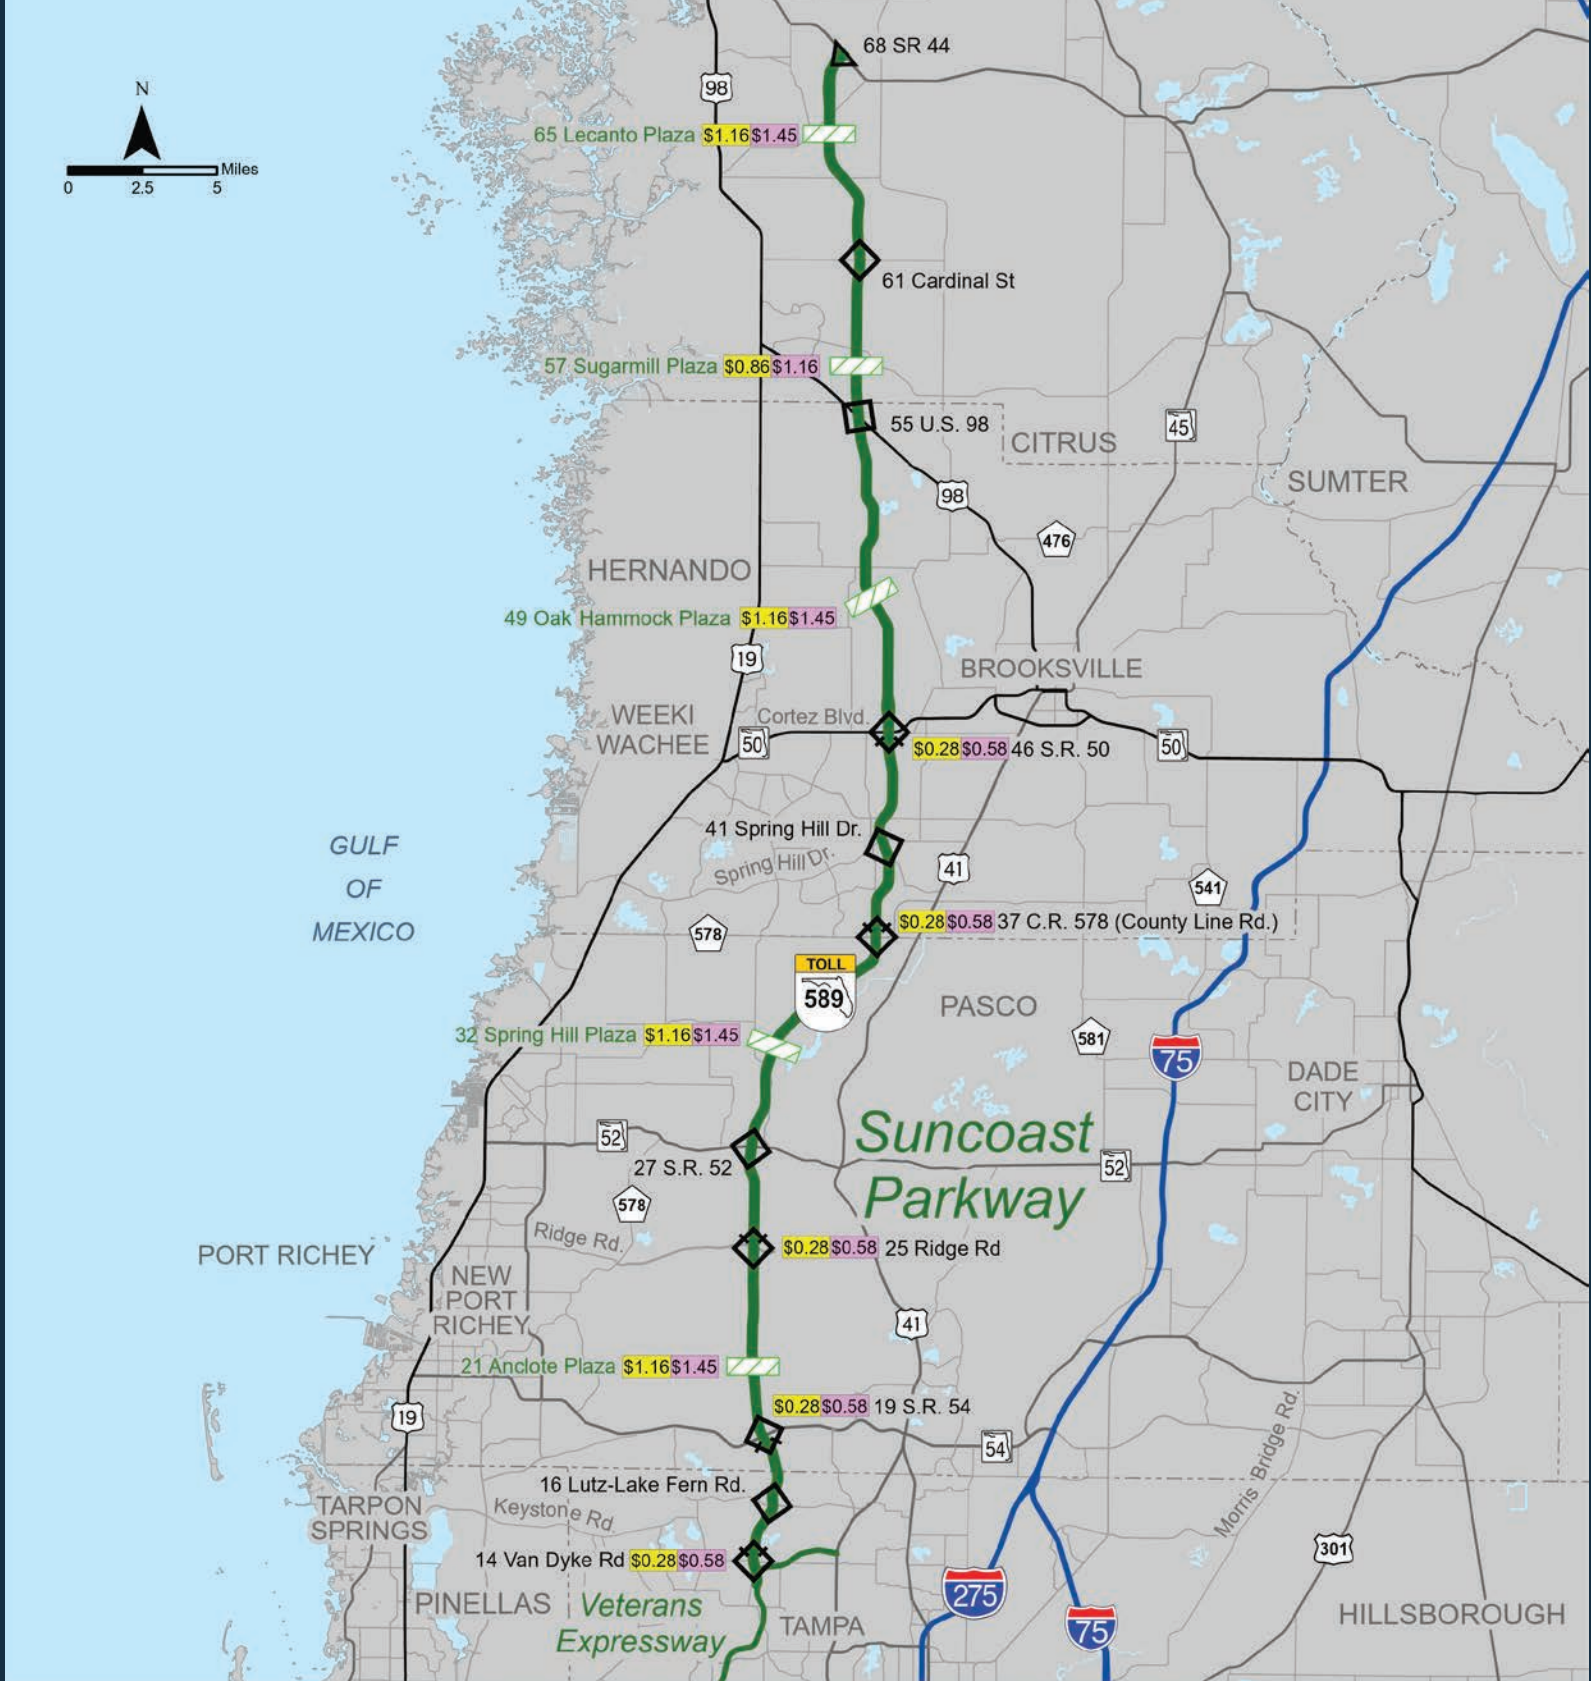 68 SR 44
98
N
65 Lecanto Plaza $1.16 $1.45
Miles
0 2.5 5
61 Cardinal St
57 Sugarmill Plaza $0.86 $1.16
55 U.S. 98
45
CITRUS
SUMTER
98
476
HERNANDO
49 Oak Hammock Plaza $1.16 $1.45
19
BROOKSVILLE
WEEKI
WACHEE
Cortez Blvd.
50
$0.28 $0.58 46 S.R. 50
50
41 Spring Hill Dr.
Spring Hill Dr.
GULF
OF
MEXICO
41
541
578
$0.28 $0.58 37 C.R. 578 (County Line Rd.)
TOLL
589
PASCO
32 Spring Hill Plaza $1.16 $1.45
581
75
DADE
CITY
Suncoast
Parkway
52
27 S.R. 52
52
578
Ridge Rd.
$0.28 $0.58 25 Ridge Rd
PORT RICHEY
NEW
PORT
RICHEY
41
21 Anclote Plaza $1.16 $1.45
$0.28 $0.58 19 S.R. 54
19
54
Morris Bridge Rd.
16 Lutz-Lake Fern Rd.
TARPON
SPRINGS
Keystone Rd.
301
14 Van Dyke Rd $0.28 $0.58
275
PINELLAS
Veterans
Expressway
TAMPA
75
HILLSBOROUGH